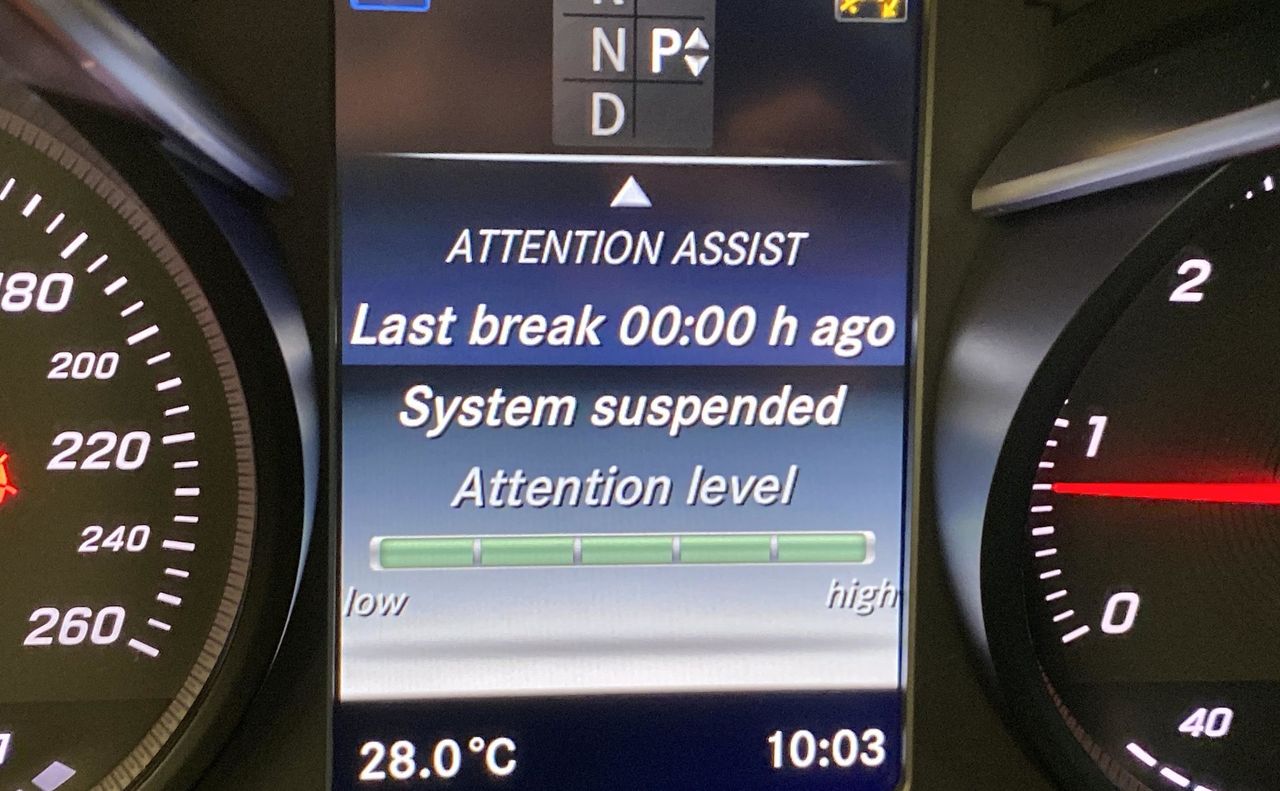 N P
D
ATTENTION ASSIST
Last break 00:00 h ago
System suspended
Attention level
low high
28.0°C 10:03
80
200
220
240
260
2
1
0
40